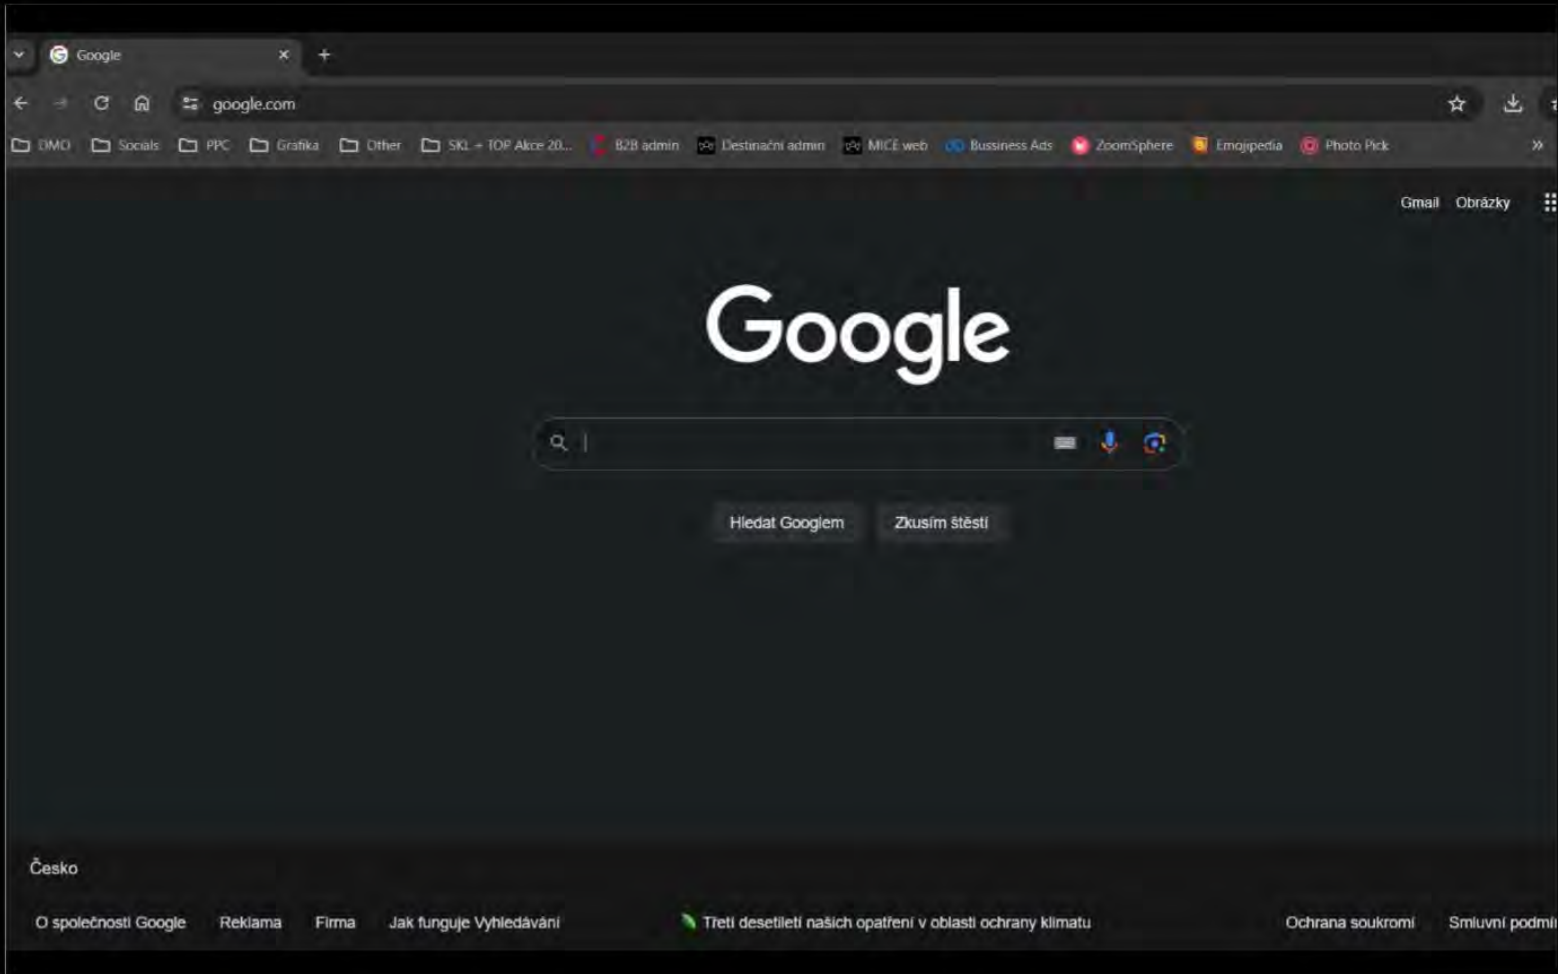 Google
google.com
DMO Socials PPC Grafika Other SKL + TOP Akce 20... B2B admin Destinační admin MICE web Bussiness Ads ZoomSphere Emojipedia Photo Pick
Gmail Obrázky
Google
Hledat Googlem Zkusím štěstí
Česko
O společnosti Google Reklama Firma Jak funguje Vyhledávání Třetí desetiletí našich opatření v oblasti ochrany klimatu Ochrana soukromí Smluvní podmí